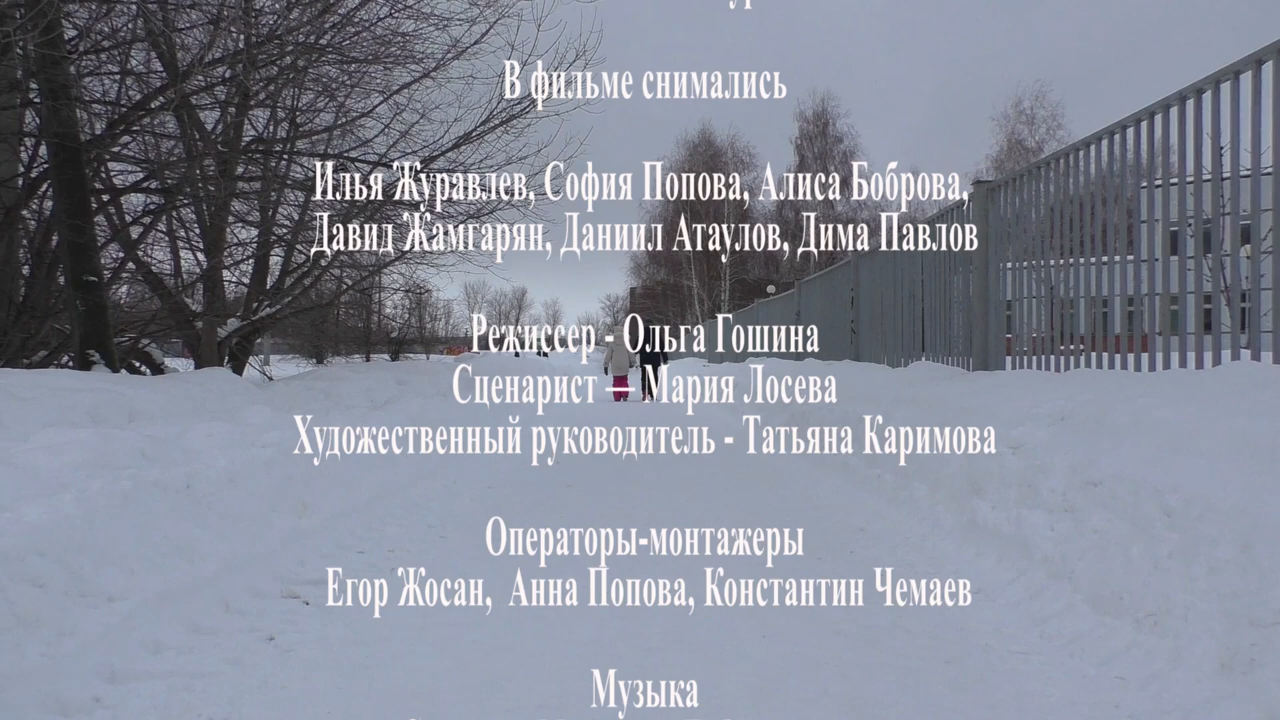 В фильме снимались
Илья Журавлев, София Попова, Алиса Боброва,
Давид Жамгарян, Даниил Атаулов, Дима Павлов
Режиссер - Ольга Гошина
Сценарист — Мария Лосева
Художественный руководитель - Татьяна Каримова
Операторы-монтажеры
Егор Жосан, Анна Попова, Константин Чемаев
Музыка